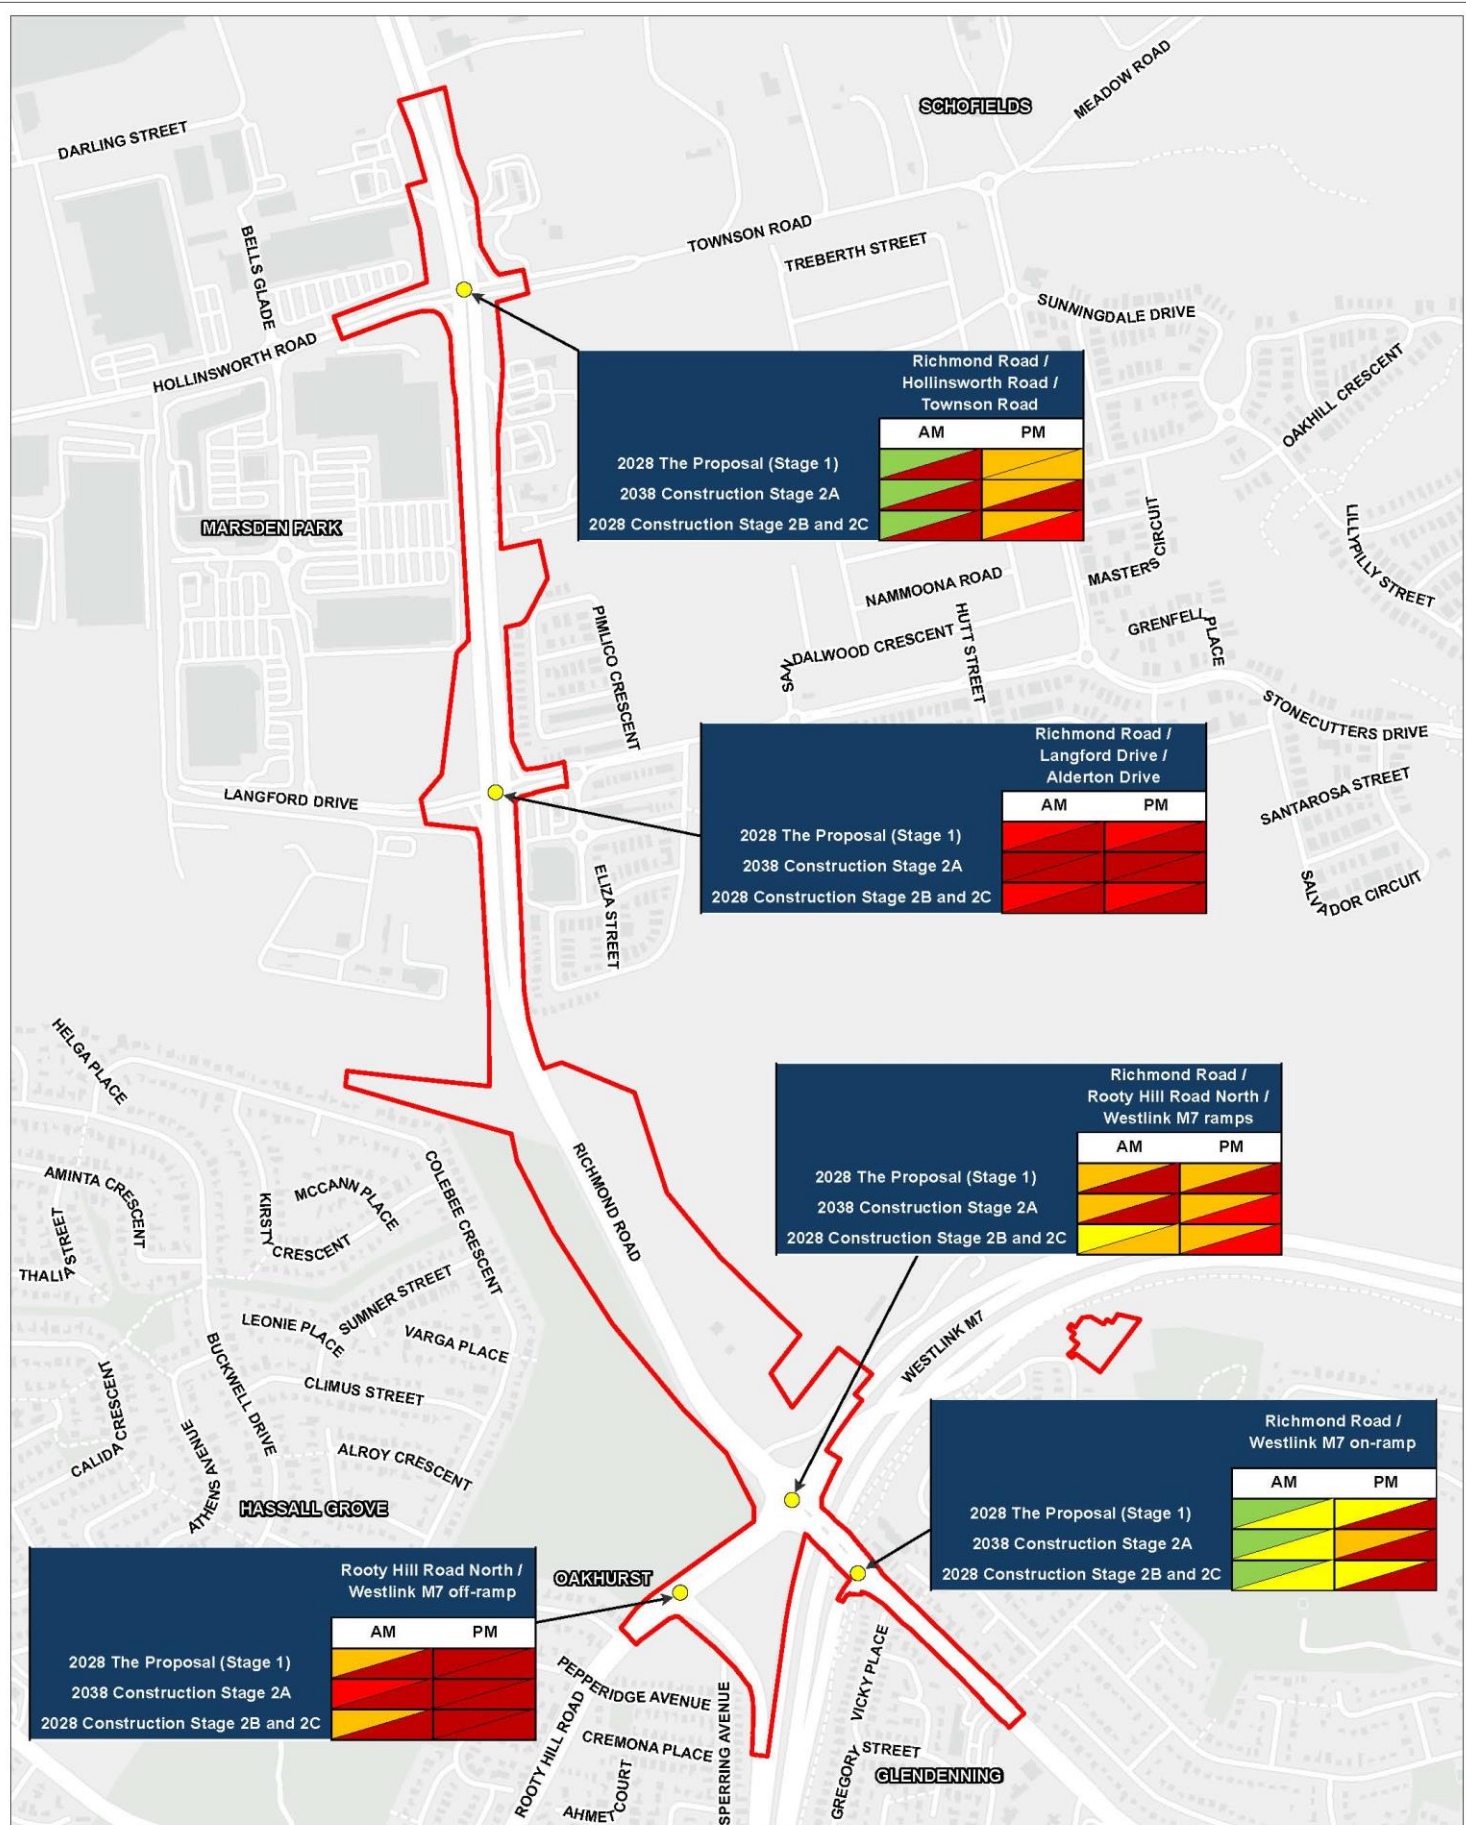 SCHOFIELDS
MEADOW ROAD
DARLING STREET
BELLS GLADE
TOWNSON ROAD
TREBERTH STREET
SUNNINGDALE DRIVE
HOLLINSWORTH ROAD
OAKHILL CRESCENT
Richmond Road /
Hollinsworth Road /
Townson Road
AM PM
2028 The Proposal (Stage 1)
2038 Construction Stage 2A
2028 Construction Stage 2B and 2C
MARSDEN PARK
MASTERS CIRCUIT
LILLYPILLY STREET
NAMMOONA ROAD
PIMLICO CRESCENT
SANDALWOOD CRESCENT
HUTT STREET
GRENFELL PLACE
STONECUTTERS DRIVE
SANTAROSA STREET
SALVADOR CIRCUIT
LANGFORD DRIVE
Richmond Road /
Langford Drive /
Alderton Drive
AM PM
2028 The Proposal (Stage 1)
2038 Construction Stage 2A
2028 Construction Stage 2B and 2C
ELIZA STREET
HELGA PLACE
RICHMOND ROAD
Richmond Road /
Rooty Hill Road North /
Westlink M7 ramps
AM PM
2028 The Proposal (Stage 1)
2038 Construction Stage 2A
2028 Construction Stage 2B and 2C
AMINTA CRESCENT
MCCANN PLACE
COLEBEE CRESCENT
KIRSTY CRESCENT
THALIA STREET
SUMNER STREET
LEONIE PLACE
VARGA PLACE
BUCKWELL DRIVE
CLIMUS STREET
WESTLINK M7
CALIDA CRESCENT
ATHENS AVENUE
ALROY CRESCENT
HASSALL GROVE
Richmond Road /
Westlink M7 on-ramp
AM PM
2028 The Proposal (Stage 1)
2038 Construction Stage 2A
2028 Construction Stage 2B and 2C
OAKHURST
Rooty Hill Road North /
Westlink M7 off-ramp
AM PM
2028 The Proposal (Stage 1)
2038 Construction Stage 2A
2028 Construction Stage 2B and 2C
PEPPERIDGE AVENUE
ROOTY HILL ROAD
CREMONA PLACE
AHMET COURT
SPERRING AVENUE
VICKY PLACE
GREGORY STREET
GLENDENNING